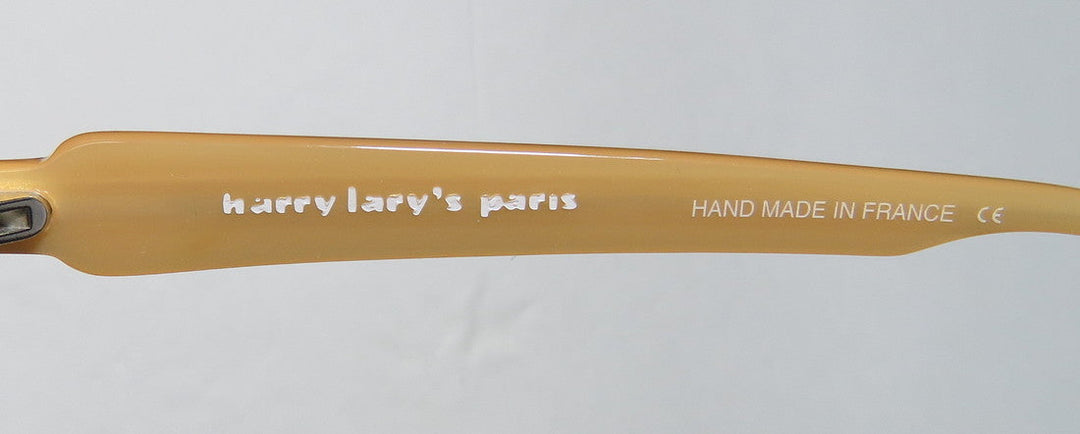 harry lary's paris
HAND MADE IN FRANCE CE